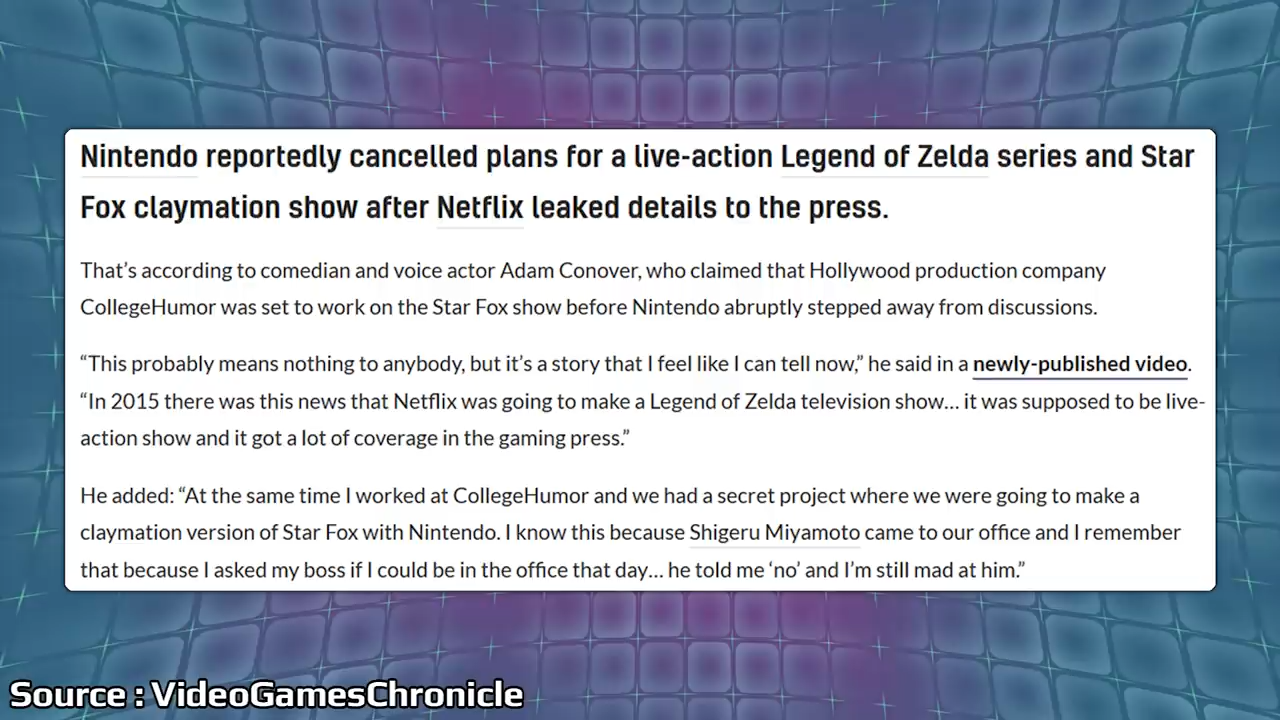 Nintendo reportedly cancelled plans for a live-action Legend of Zelda series and Star
Fox claymation show after Netflix leaked details to the press.
That’s according to comedian and voice actor Adam Conover, who claimed that Hollywood production company
CollegeHumor was set to work on the Star Fox show before Nintendo abruptly stepped away from discussions.
“This probably means nothing to anybody, but it’s a story that I feel like I can tell now,” he said in a newly-published video.
“In 2015 there was this news that Netflix was going to make a Legend of Zelda television show… it was supposed to be live-
action show and it got a lot of coverage in the gaming press.”
He added: “At the same time I worked at CollegeHumor and we had a secret project where we were going to make a
claymation version of Star Fox with Nintendo. I know this because Shigeru Miyamoto came to our office and I remember
that because I asked my boss if I could be in the office that day… he told me ‘no’ and I’m still mad at him.”
Source : VideoGamesChronicle